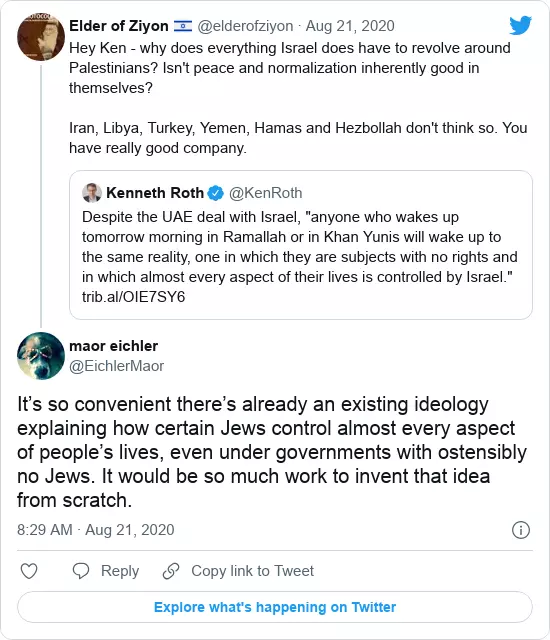 Elder of Ziyon 🇮🇱 @elderofziyon · Aug 21, 2020
Hey Ken - why does everything Israel does have to revolve around
Palestinians? Isn't peace and normalization inherently good in
themselves?
Iran, Libya, Turkey, Yemen, Hamas and Hezbollah don't think so. You
have really good company.
Kenneth Roth @KenRoth
Despite the UAE deal with Israel, "anyone who wakes up
tomorrow morning in Ramallah or in Khan Yunis will wake up to
the same reality, one in which they are subjects with no rights and
in which almost every aspect of their lives is controlled by Israel."
trib.al/OIE7SY6
maor eichler
@EichlerMaor
It’s so convenient there’s already an existing ideology
explaining how certain Jews control almost every aspect
of people’s lives, even under governments with ostensibly
no Jews. It would be so much work to invent that idea
from scratch.
8:29 AM · Aug 21, 2020
Reply Copy link to Tweet
Explore what's happening on Twitter